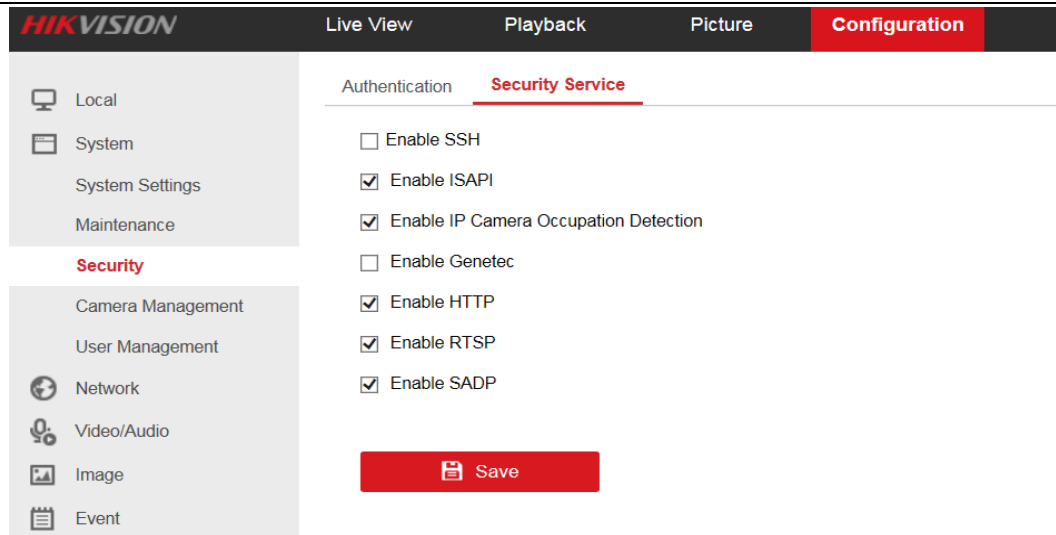 HIKVISION Live View Playback Picture Configuration
Local
System
System Settings
Maintenance
Security
Camera Management
User Management
Network
Video/Audio
Image
Event
Authentication Security Service
Enable SSH
Enable ISAPI
Enable IP Camera Occupation Detection
Enable Genetec
Enable HTTP
Enable RTSP
Enable SADP
Save